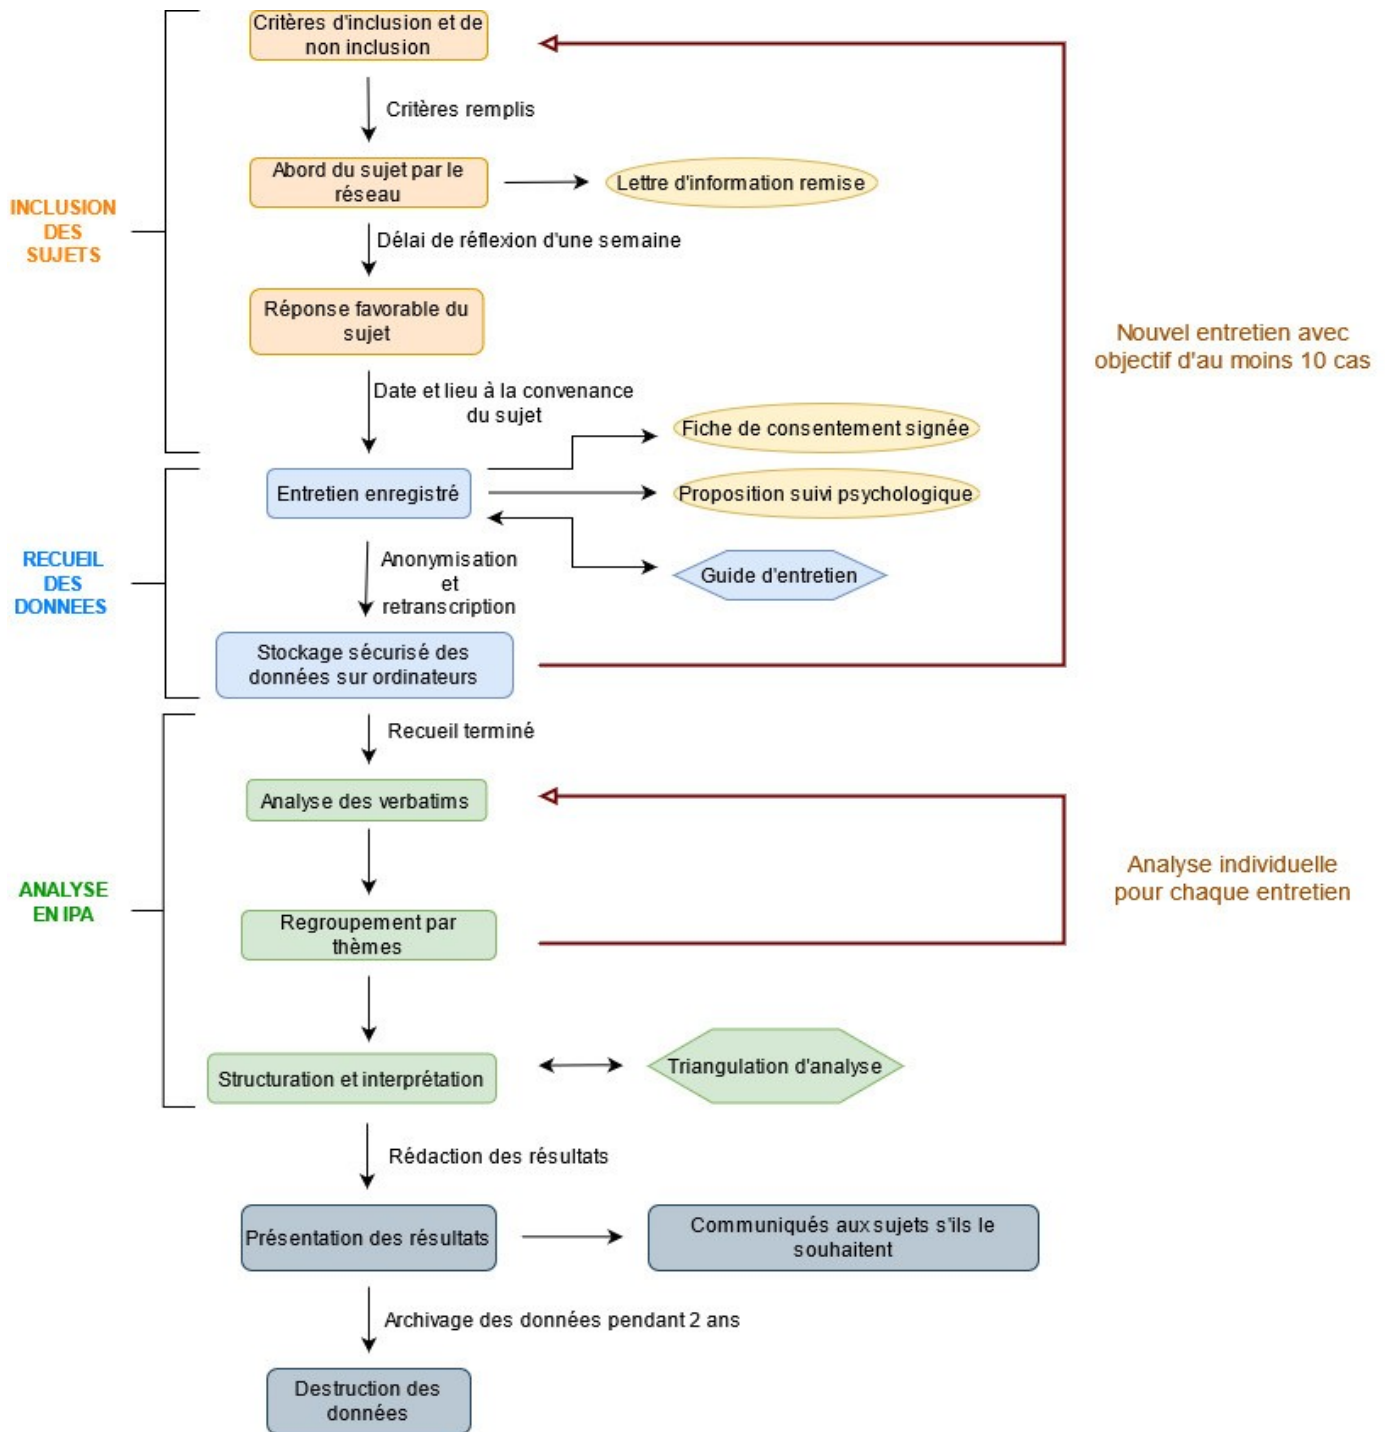 Critères d'inclusion et de
non inclusion
Critères remplis
Abord du sujet par le
réseau
Lettre d'information remise
INCLUSION
DES
SUJETS
Délai de réflexion d'une semaine
Réponse favorable du
sujet
Nouvel entretien avec
objectif d'au moins 10 cas
Date et lieu à la convenance
du sujet
Fiche de consentement signée
Entretien enregistré
Proposition suivi psychologique
RECUEIL
DES
DONNEES
Anonymisation
et
retranscription
Guide d'entretien
Stockage sécurisé des
données sur ordinateurs
Recueil terminé
Analyse des verbatims
ANALYSE
EN IPA
Analyse individuelle
pour chaque entretien
Regroupement par
thèmes
Structuration et interprétation
Triangulation d'analyse
Rédaction des résultats
Présentation des résultats
Communiqués aux sujets s'ils le
souhaitent
Archivage des données pendant 2 ans
Destruction des
données